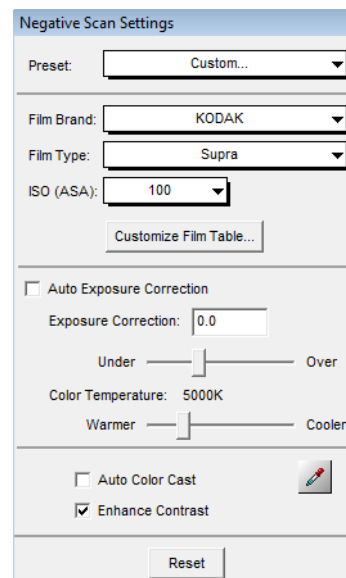 Negative Scan Settings
Preset: Custom...
Film Brand: KODAK
Film Type: Supra
ISO (ASA): 100
Customize Film Table...
Auto Exposure Correction
Exposure Correction: 0.0
Under Over
Color Temperature: 5000K
Warmer Cooler
Auto Color Cast
Enhance Contrast
Reset